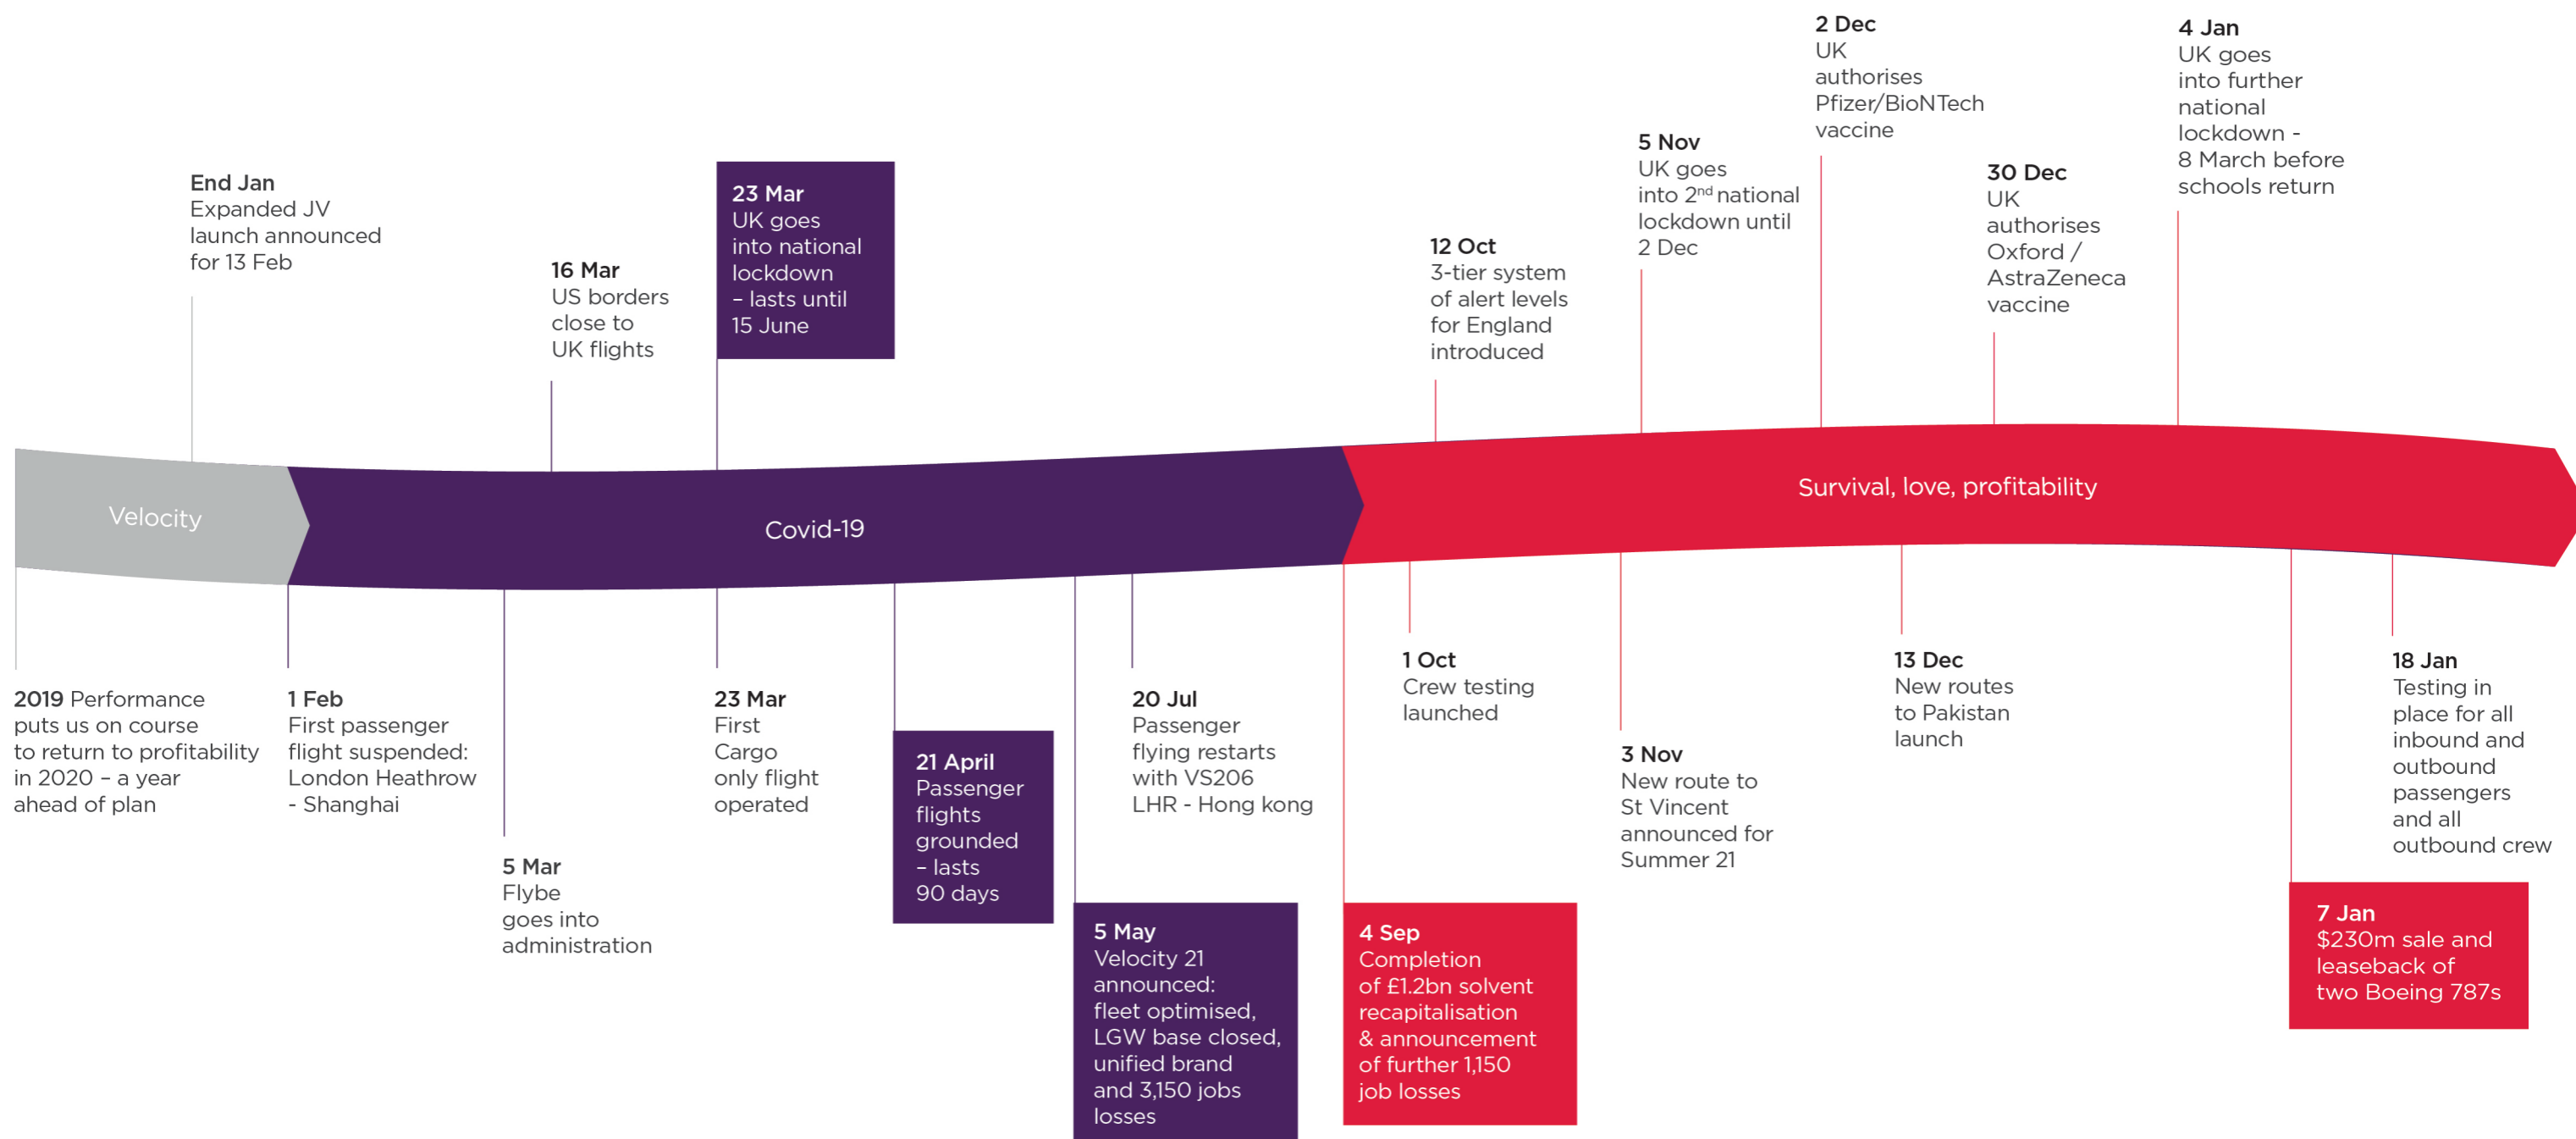 End Jan
Expanded JV
launch announced
for 13 Feb
16 Mar
US borders
close to
UK flights
23 Mar
UK goes
into national
lockdown
– lasts until
15 June
12 Oct
3-tier system
of alert levels
for England
introduced
5 Nov
UK goes
into 2nd national
lockdown until
2 Dec
2 Dec
UK
authorises
Pfizer/BioNTech
vaccine
30 Dec
UK
authorises
Oxford /
AstraZeneca
vaccine
4 Jan
UK goes
into further
national
lockdown -
8 March before
schools return
Velocity
Covid-19
Survival, love, profitability
2019 Performance
puts us on course
to return to profitability
in 2020 – a year
ahead of plan
1 Feb
First passenger
flight suspended:
London Heathrow
- Shanghai
5 Mar
Flybe
goes into
administration
23 Mar
First
Cargo
only flight
operated
21 April
Passenger
flights
grounded
– lasts
90 days
5 May
Velocity 21
announced:
fleet optimised,
LGW base closed,
unified brand
and 3,150 jobs
losses
20 Jul
Passenger
flying restarts
with VS206
LHR - Hong kong
4 Sep
Completion
of £1.2bn solvent
recapitalisation
& announcement
of further 1,150
job losses
1 Oct
Crew testing
launched
3 Nov
New route to
St Vincent
announced for
Summer 21
13 Dec
New routes
to Pakistan
launch
7 Jan
$230m sale and
leaseback of
two Boeing 787s
18 Jan
Testing in
place for all
inbound and
outbound
passengers
and all
outbound crew